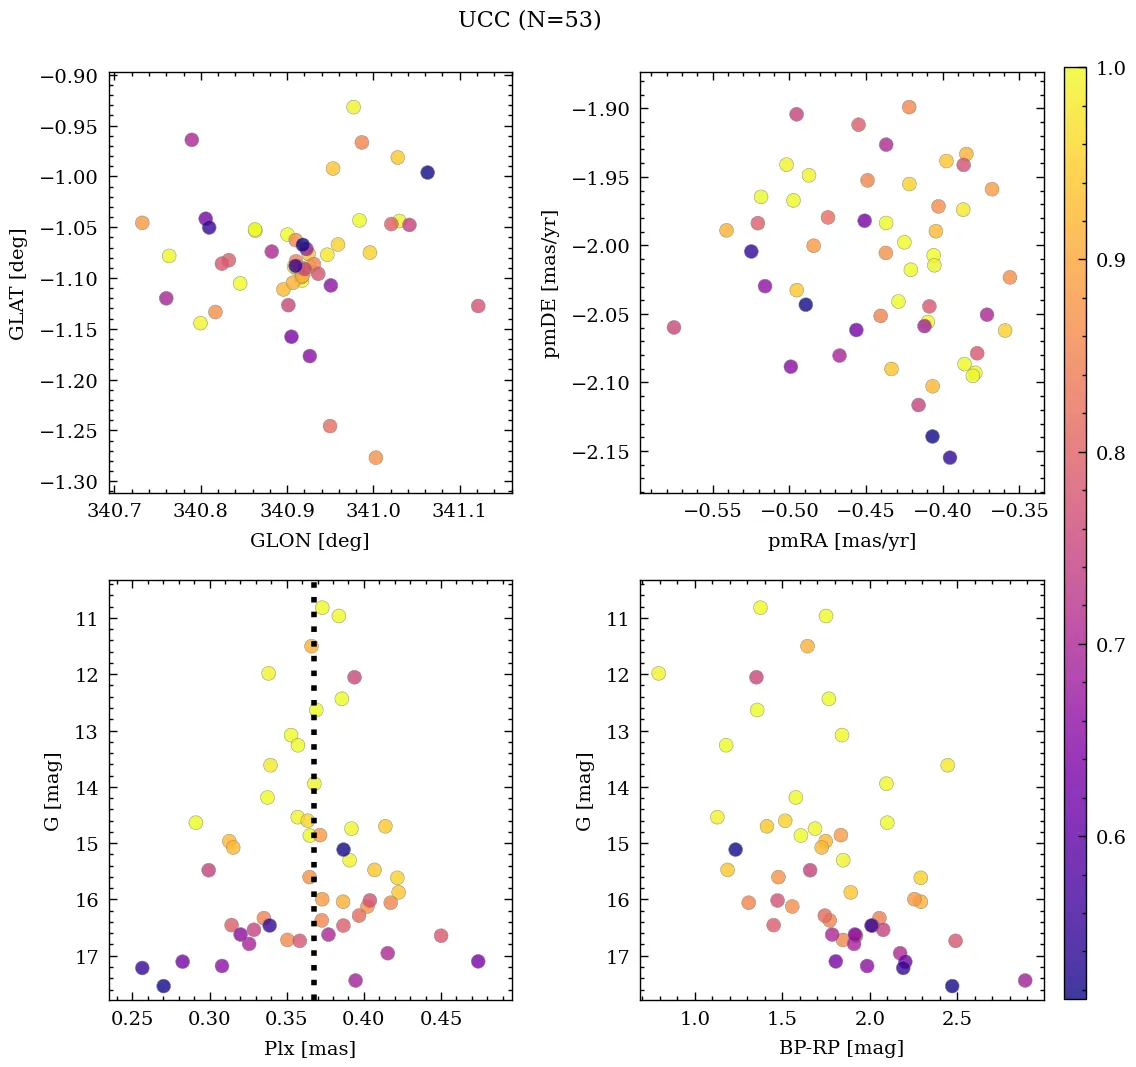 UCC (N=53)
−0.90
−0.95
−1.00
−1.05
−1.10
−1.15
−1.20
−1.25
−1.30
GLAT [deg]
340.7 340.8 340.9 341.0 341.1
GLON [deg]
−1.90
−1.95
−2.00
−2.05
−2.10
−2.15
pmDE [mas/yr]
−0.55 −0.50 −0.45 −0.40 −0.35
pmRA [mas/yr]
11
12
13
14
15
16
17
G [mag]
0.25 0.30 0.35 0.40 0.45
Plx [mas]
11
12
13
14
15
16
17
G [mag]
1.0 1.5 2.0 2.5
BP-RP [mag]
1.0
0.9
0.8
0.7
0.6